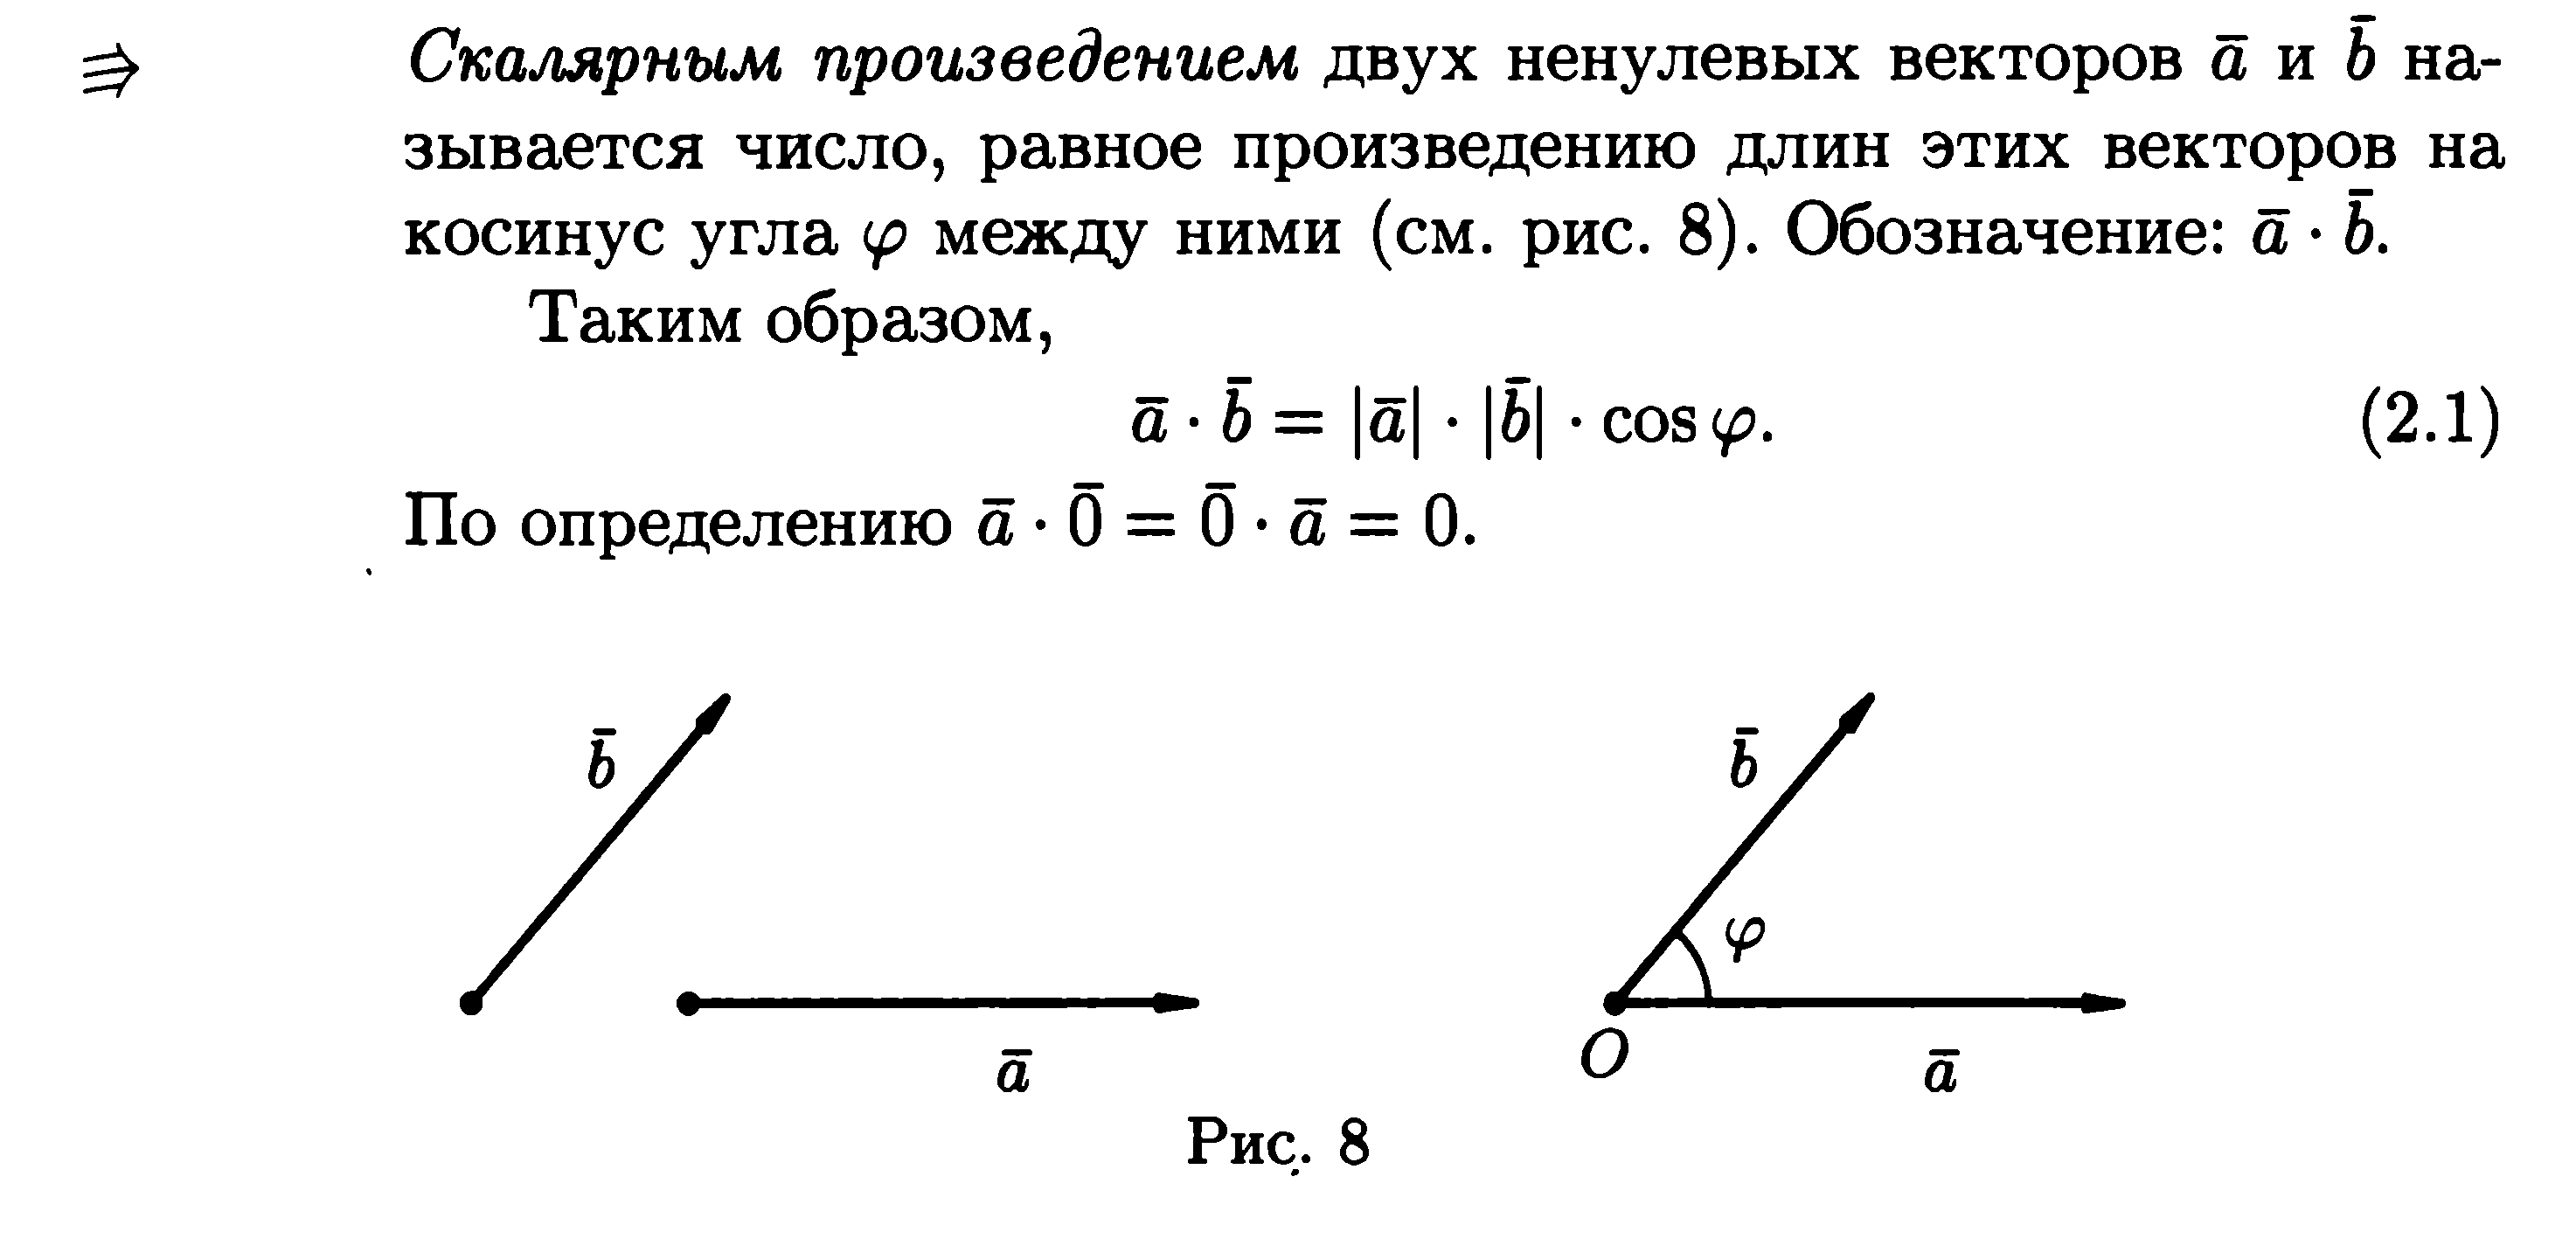 ⇛ Скалярным произведением двух ненулевых векторов ā и b̄ на-
зывается число, равное произведению длин этих векторов на
косинус угла φ между ними (см. рис. 8). Обозначение: ā · b̄.
Таким образом,
ā · b̄ = |ā| · |b̄| · cos φ. (2.1)
По определению ā · 0̄ = 0̄ · ā = 0.
b̄
ā
b̄
φ
O
ā
Рис. 8